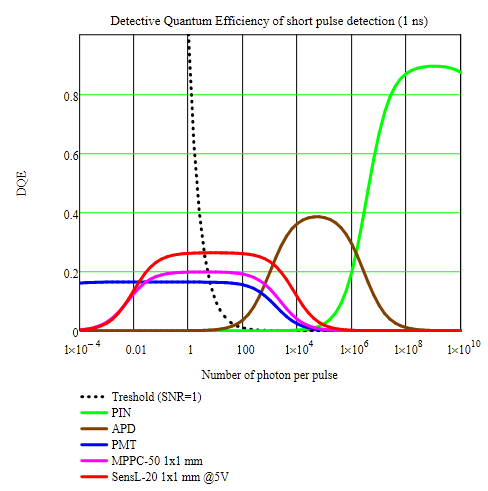 Detective Quantum Efficiency of short pulse detection (1 ns)
DQE
0.8
0.6
0.4
0.2
0
1×10⁻⁴ 0.01 1 100 1×10⁴ 1×10⁶ 1×10⁸ 1×10¹⁰
Number of photon per pulse
Treshold (SNR=1)
PIN
APD
PMT
MPPC-50 1x1 mm
SensL-20 1x1 mm @5V